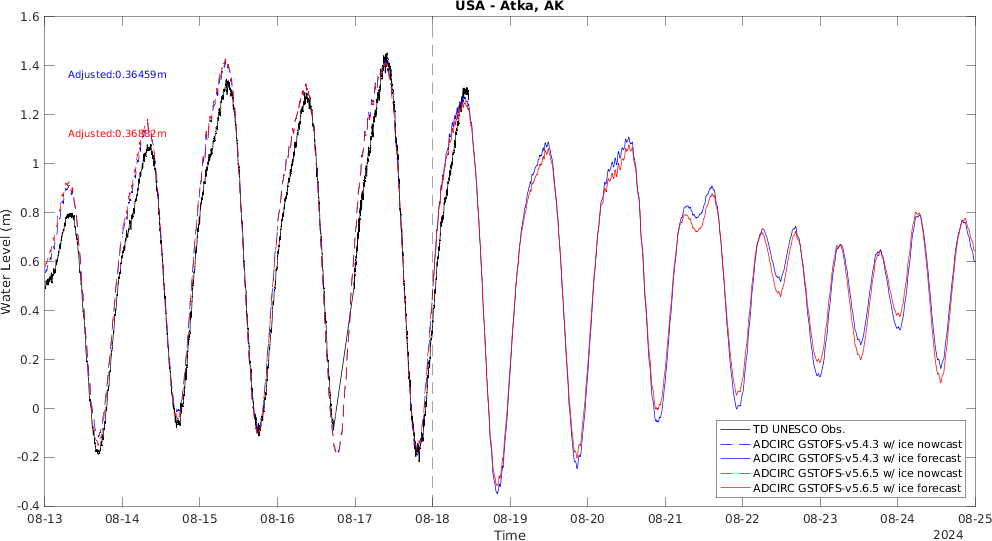 USA - Atka, AK
1.6
1.4
1.2
1
0.8
0.6
0.4
0.2
0
-0.2
-0.4
Water Level (m)
Adjusted:0.36459m
Adjusted:0.36882m
TD UNESCO Obs.
ADCIRC GSTOFS-v5.4.3 w/ ice nowcast
ADCIRC GSTOFS-v5.4.3 w/ ice forecast
ADCIRC GSTOFS-v5.6.5 w/ ice nowcast
ADCIRC GSTOFS-v5.6.5 w/ ice forecast
08-13 08-14 08-15 08-16 08-17 08-18 08-19 08-20 08-21 08-22 08-23 08-24 08-25
Time
2024